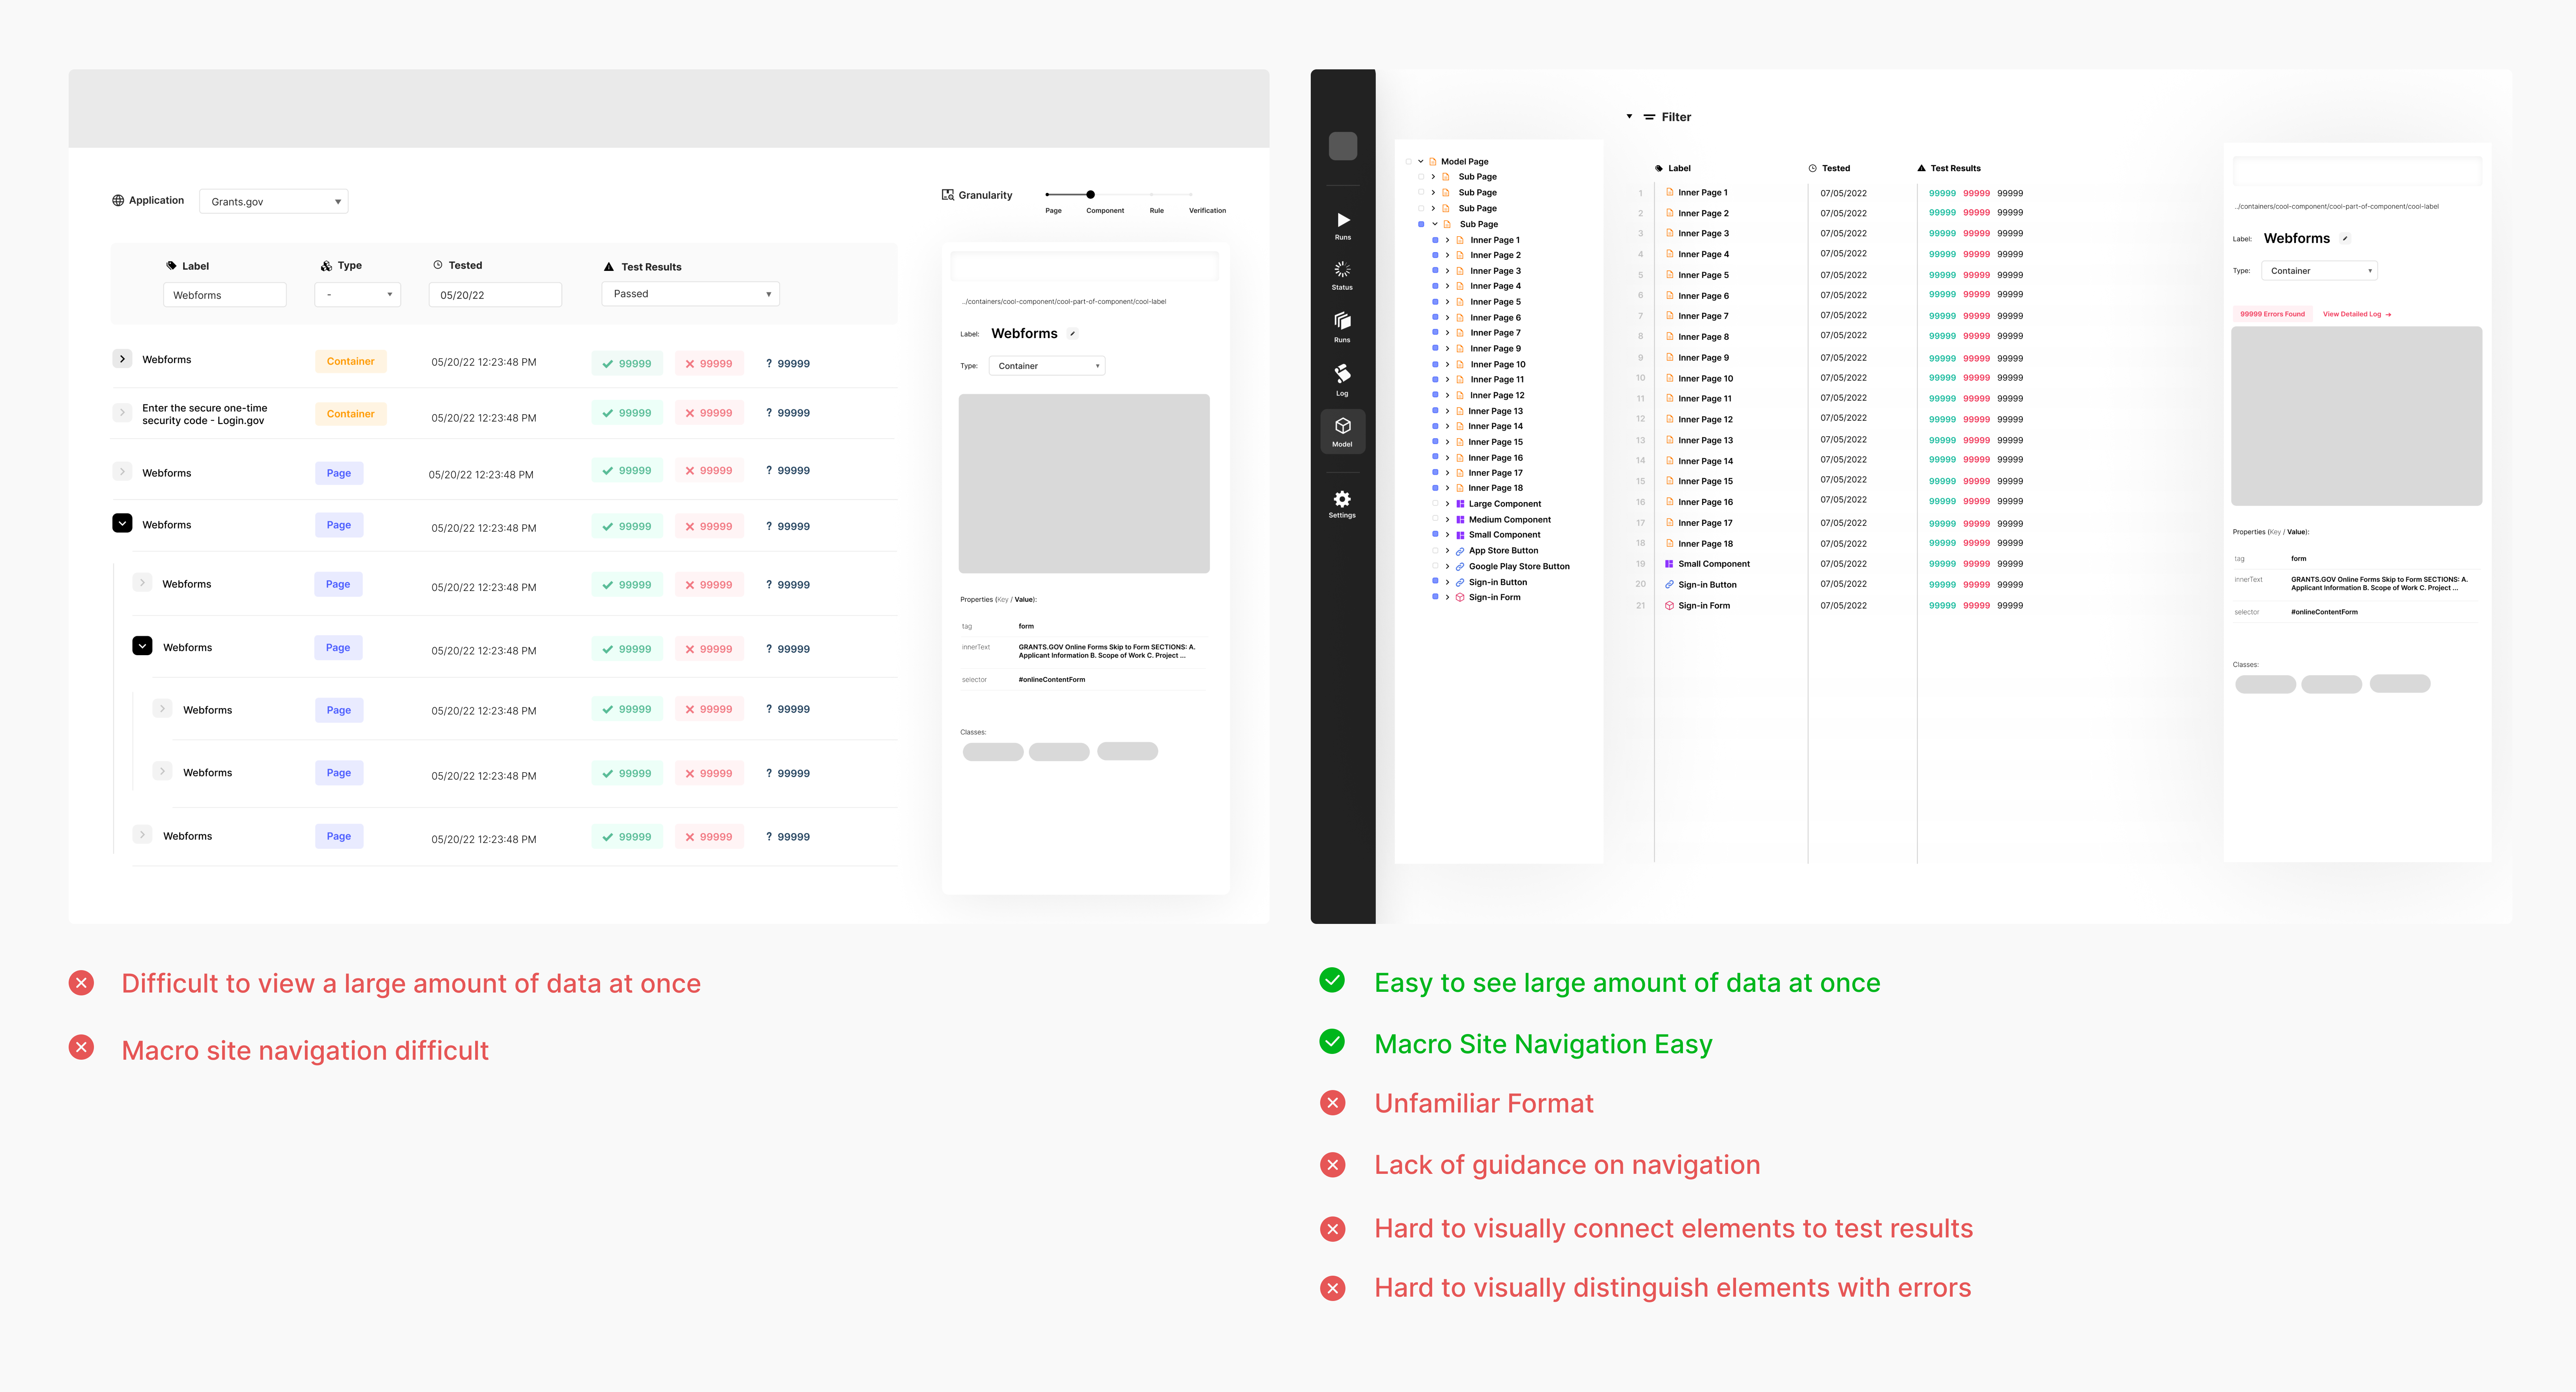 Application
Grants.gov
Granularity
Page Component Rule Verification
Label Type Tested Test Results
Webforms - 05/20/22 Passed
Webforms Container 05/20/22 12:23:48 PM 99999 99999 ? 99999
Enter the secure one-time
security code - Login.gov
Container 05/20/22 12:23:48 PM 99999 99999 ? 99999
Webforms Page 05/20/22 12:23:48 PM 99999 99999 ? 99999
Webforms Page 05/20/22 12:23:48 PM 99999 99999 ? 99999
Webforms Page 05/20/22 12:23:48 PM 99999 99999 ? 99999
Webforms Page 05/20/22 12:23:48 PM 99999 99999 ? 99999
Webforms Page 05/20/22 12:23:48 PM 99999 99999 ? 99999
Webforms Page 05/20/22 12:23:48 PM 99999 99999 ? 99999
Webforms Page 05/20/22 12:23:48 PM 99999 99999 ? 99999
../containers/cool-component/cool-part-of-component/cool-label
Label: Webforms
Type: Container
Properties (Key / Value):
tag form
innerText GRANTS.GOV Online Forms Skip to Form SECTIONS: A.
Applicant Information B. Scope of Work C. Project ...
selector #onlineContentForm
Classes:
Difficult to view a large amount of data at once
Macro site navigation difficult
Runs
Status
Runs
Log
Model
Settings
Model Page
Sub Page
Sub Page
Sub Page
Sub Page
Inner Page 1
Inner Page 2
Inner Page 3
Inner Page 4
Inner Page 5
Inner Page 6
Inner Page 7
Inner Page 9
Inner Page 10
Inner Page 11
Inner Page 12
Inner Page 13
Inner Page 14
Inner Page 15
Inner Page 16
Inner Page 17
Inner Page 18
Large Component
Medium Component
Small Component
App Store Button
Google Play Store Button
Sign-in Button
Sign-in Form
Filter
Label Tested Test Results
1 Inner Page 1 07/05/2022 99999 99999 99999
2 Inner Page 2 07/05/2022 99999 99999 99999
3 Inner Page 3 07/05/2022 99999 99999 99999
4 Inner Page 4 07/05/2022 99999 99999 99999
5 Inner Page 5 07/05/2022 99999 99999 99999
6 Inner Page 6 07/05/2022 99999 99999 99999
7 Inner Page 7 07/05/2022 99999 99999 99999
8 Inner Page 8 07/05/2022 99999 99999 99999
9 Inner Page 9 07/05/2022 99999 99999 99999
10 Inner Page 10 07/05/2022 99999 99999 99999
11 Inner Page 11 07/05/2022 99999 99999 99999
12 Inner Page 12 07/05/2022 99999 99999 99999
13 Inner Page 13 07/05/2022 99999 99999 99999
14 Inner Page 14 07/05/2022 99999 99999 99999
15 Inner Page 15 07/05/2022 99999 99999 99999
16 Inner Page 16 07/05/2022 99999 99999 99999
17 Inner Page 17 07/05/2022 99999 99999 99999
18 Inner Page 18 07/05/2022 99999 99999 99999
19 Small Component 07/05/2022 99999 99999 99999
20 Sign-in Button 07/05/2022 99999 99999 99999
21 Sign-in Form 07/05/2022 99999 99999 99999
../containers/cool-component/cool-part-of-component/cool-label
Label: Webforms
Type: Container
99999 Errors Found View Detailed Log →
Properties (Key / Value):
tag form
innerText GRANTS.GOV Online Forms Skip to Form SECTIONS: A.
Applicant Information B. Scope of Work C. Project ...
selector #onlineContentForm
Classes:
Easy to see large amount of data at once
Macro Site Navigation Easy
Unfamiliar Format
Lack of guidance on navigation
Hard to visually connect elements to test results
Hard to visually distinguish elements with errors